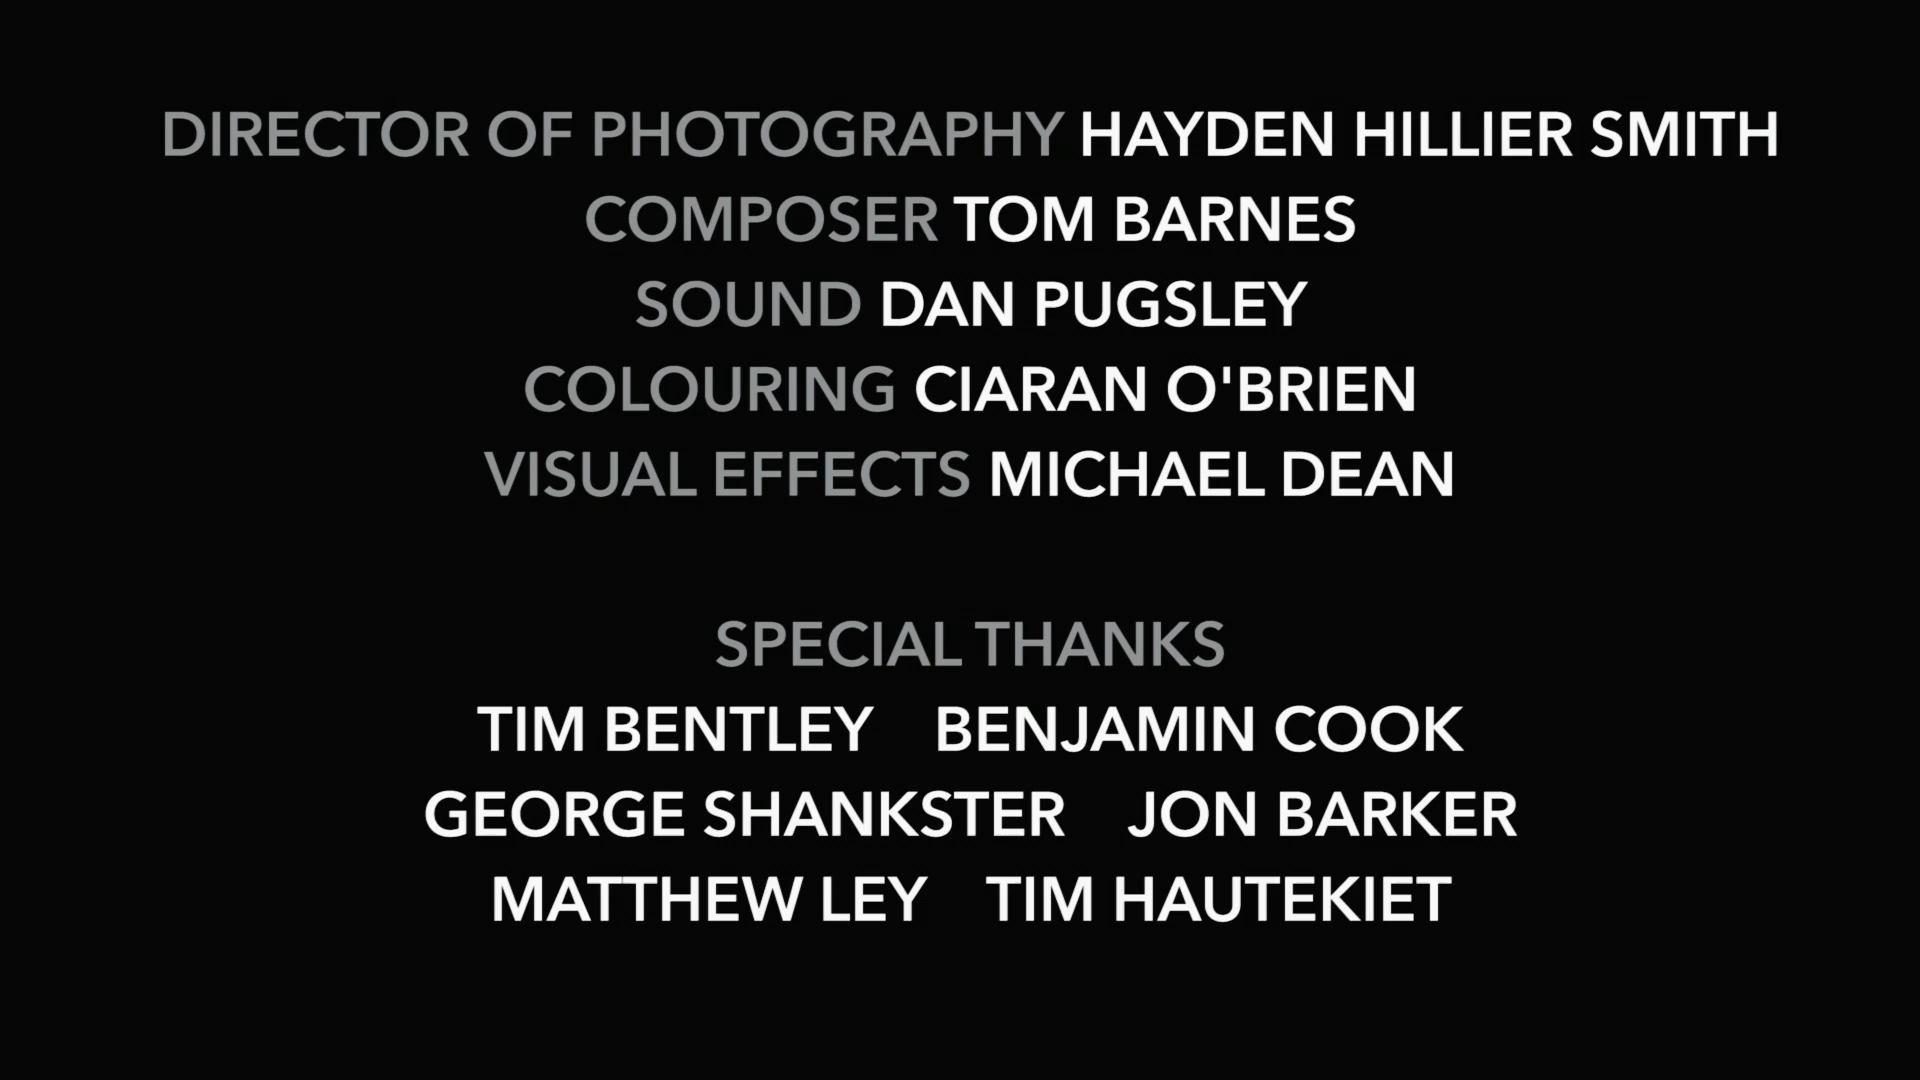 DIRECTOR OF PHOTOGRAPHY HAYDEN HILLIER SMITH
COMPOSER TOM BARNES
SOUND DAN PUGSLEY
COLOURING CIARAN O'BRIEN
VISUAL EFFECTS MICHAEL DEAN
SPECIAL THANKS
TIM BENTLEY BENJAMIN COOK
GEORGE SHANKSTER JON BARKER
MATTHEW LEY TIM HAUTEKIET